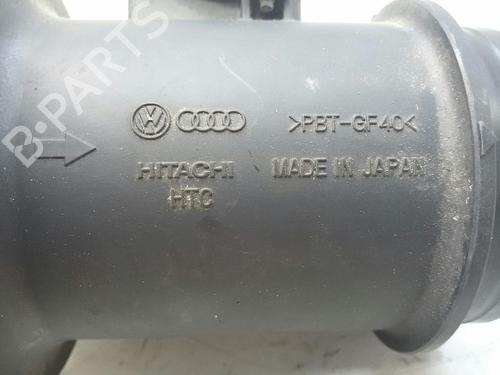 B-PARTS
>PBT-GF40<
HITACHI
MADE IN JAPAN
HTC